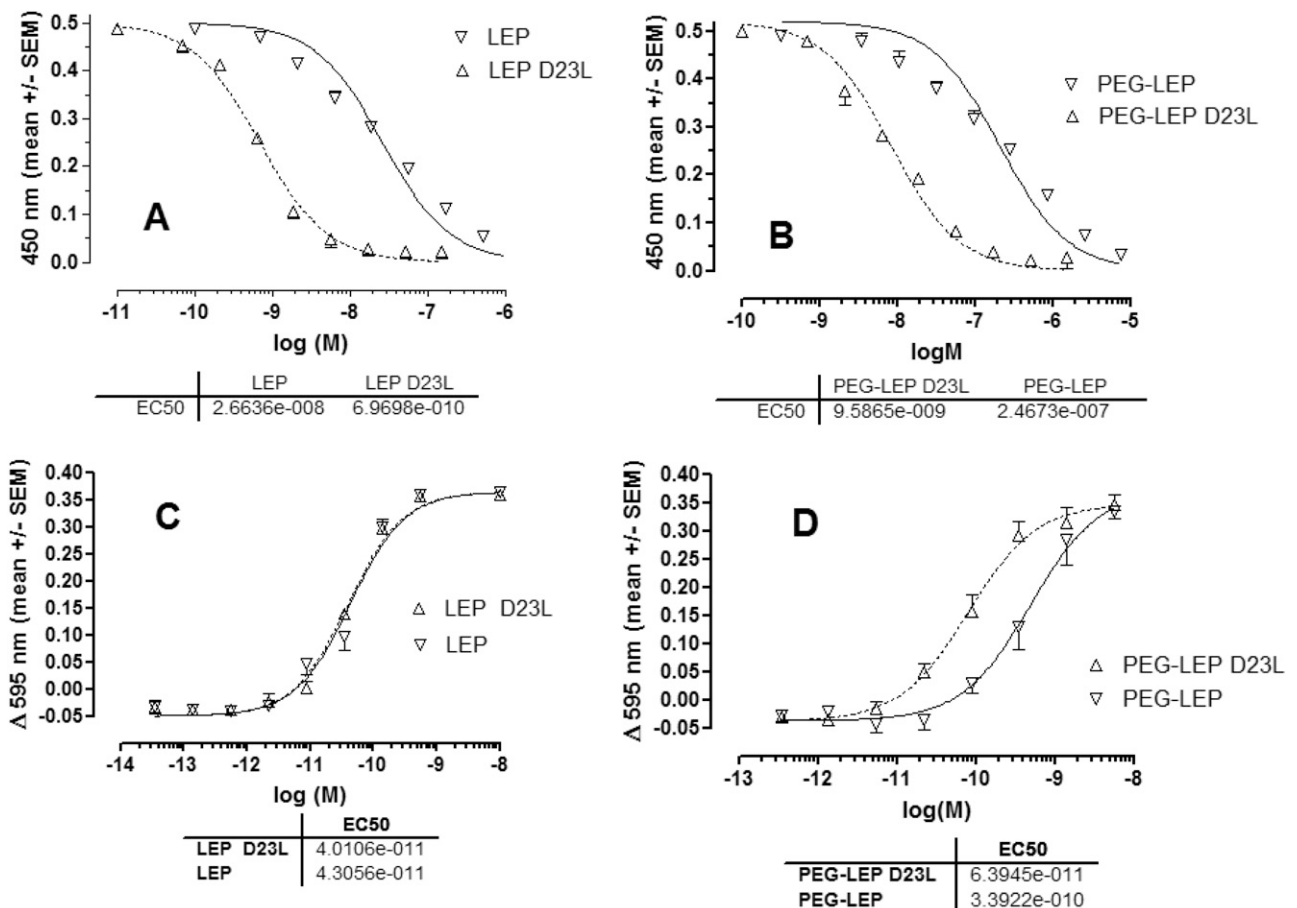 450 nm (mean +/- SEM)
0.5
0.4
0.3
0.2
0.1
0.0
A
LEP
LEP D23L
-11 -10 -9 -8 -7 -6
log (M)
LEP LEP D23L
EC50 2.6636e-008 6.9698e-010
450 nm (mean +/- SEM)
0.5
0.4
0.3
0.2
0.1
0.0
B
PEG-LEP
PEG-LEP D23L
-10 -9 -8 -7 -6 -5
logM
PEG-LEP D23L PEG-LEP
EC50 9.5865e-009 2.4673e-007
Δ 595 nm (mean +/- SEM)
0.40
0.35
0.30
0.25
0.20
0.15
0.10
0.05
0.00
-0.05
C
LEP D23L
LEP
-14 -13 -12 -11 -10 -9 -8
log (M)
EC50
LEP D23L 4.0106e-011
LEP 4.3056e-011
Δ 595 nm (mean +/- SEM)
0.40
0.35
0.30
0.25
0.20
0.15
0.10
0.05
0.00
-0.05
D
PEG-LEP D23L
PEG-LEP
-13 -12 -11 -10 -9 -8
log(M)
EC50
PEG-LEP D23L 6.3945e-011
PEG-LEP 3.3922e-010